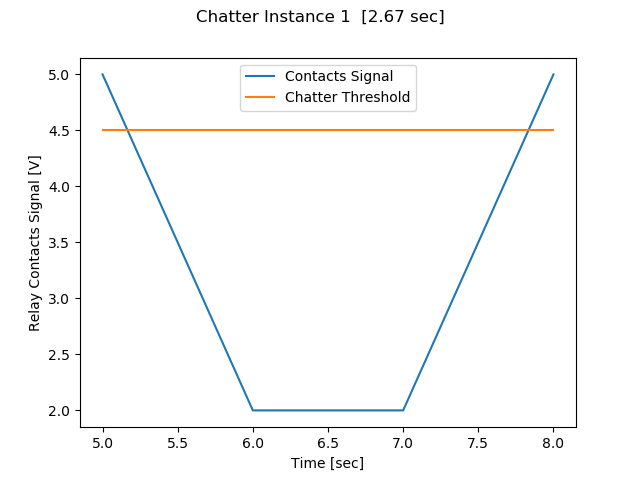 Chatter Instance 1  [2.67 sec]
Contacts Signal
Chatter Threshold
Relay Contacts Signal [V]
5.0
4.5
4.0
3.5
3.0
2.5
2.0
5.0 5.5 6.0 6.5 7.0 7.5 8.0
Time [sec]